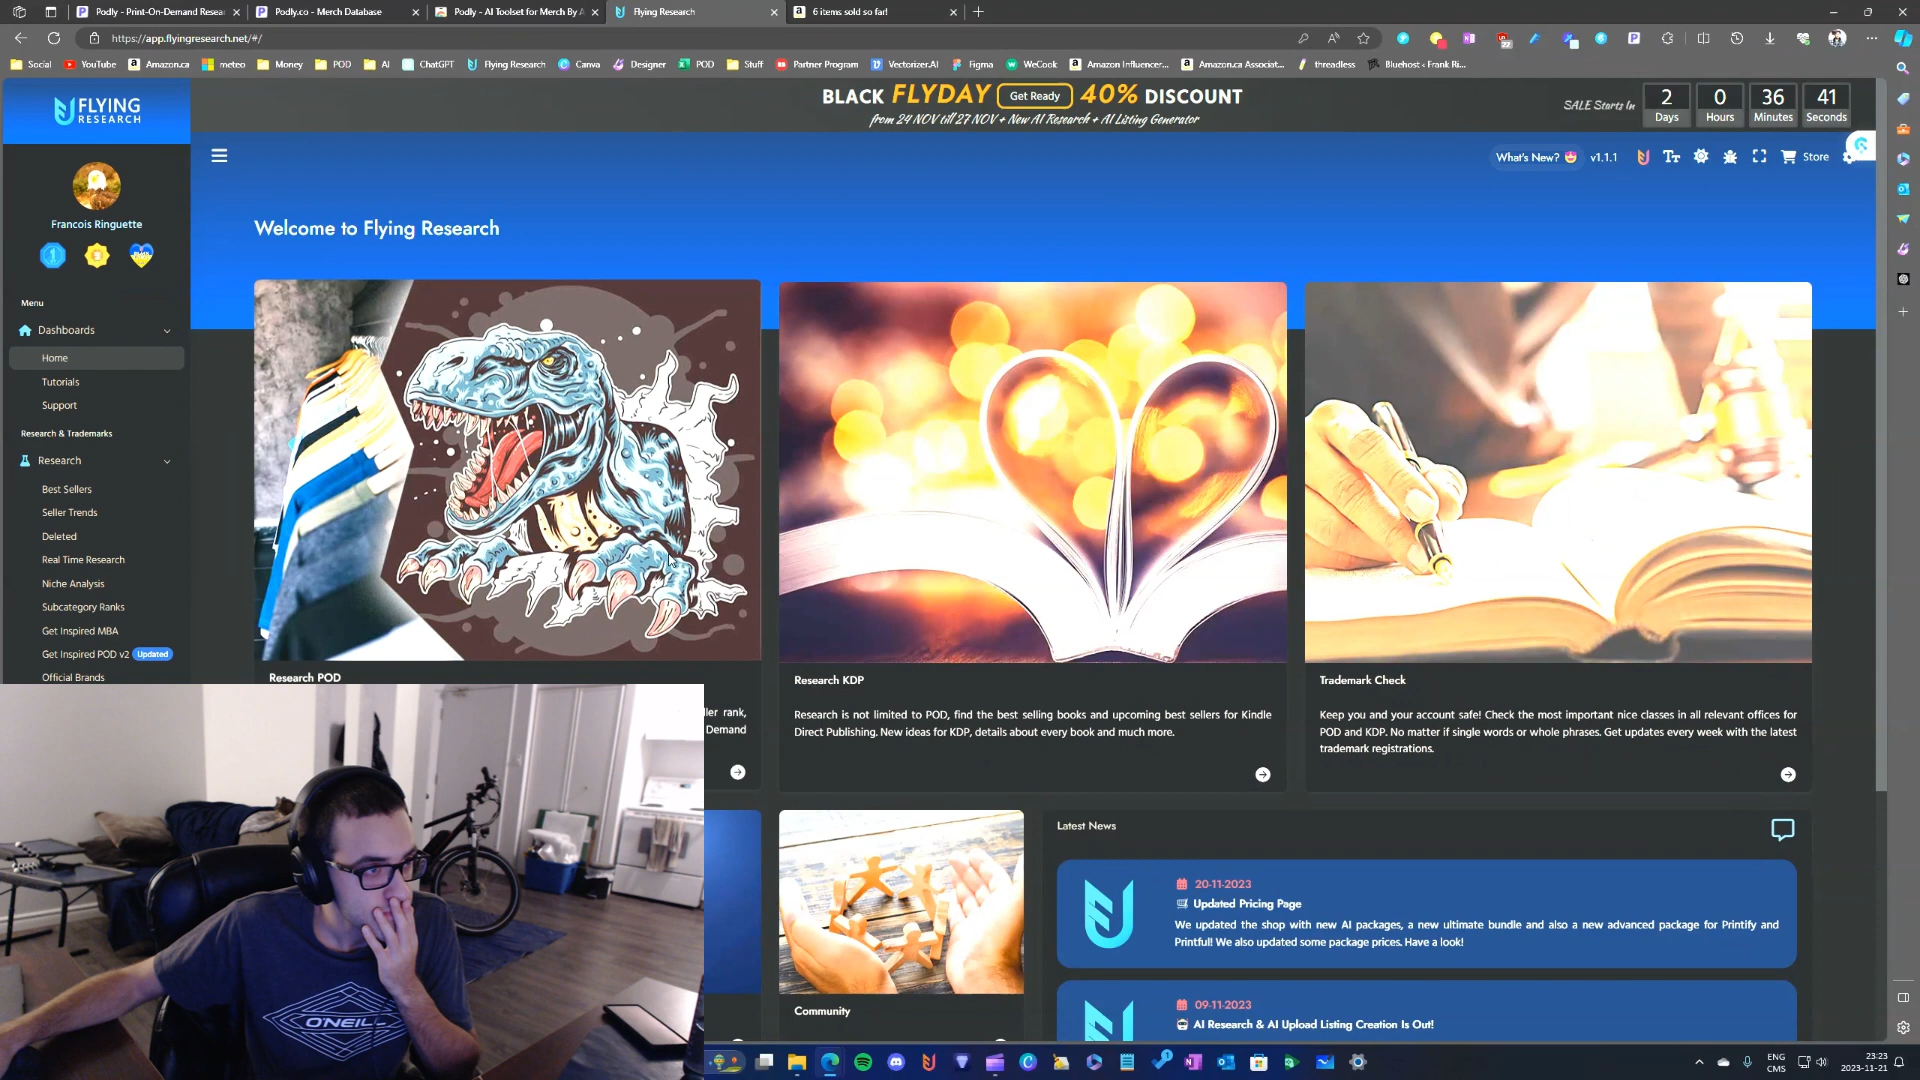 Podly - Print-On-Demand Resea
Podly.co - Merch Database
Podly - AI Toolset for Merch By A
Flying Research
6 items sold so far!
https://app.flyingresearch.net/#/
Social
YouTube
Amazon.ca
meteo
Money
POD
AI
ChatGPT
Flying Research
Canva
Designer
POD
Stuff
Partner Program
Vectorizer.AI
Figma
WeCook
Amazon Influencer...
Amazon.ca Associat...
threadless
Bluehost ‹ Frank Ri...
FLYING
RESEARCH
BLACK FLYDAY Get Ready 40% DISCOUNT
from 24 NOV till 27 NOV + New AI Research + AI Listing Generator
SALE Starts In
2 Days
0 Hours
36 Minutes
41 Seconds
What's New?
v1.1.1
Store
Francois Ringuette
Welcome to Flying Research
Menu
Dashboards
Home
Tutorials
Support
Research & Trademarks
Research
Best Sellers
Seller Trends
Deleted
Real Time Research
Niche Analysis
Subcategory Ranks
Get Inspired MBA
Get Inspired POD v2 Updated
Official Brands
Research POD
ller rank,
Demand
Research KDP
Research is not limited to POD, find the best selling books and upcoming best sellers for Kindle
Direct Publishing. New ideas for KDP, details about every book and much more.
Trademark Check
Keep you and your account safe! Check the most important nice classes in all relevant offices for
POD and KDP. No matter if single words or whole phrases. Get updates every week with the latest
trademark registrations.
Community
Latest News
20-11-2023
Updated Pricing Page
We updated the shop with new AI packages, a new ultimate bundle and also a new advanced package for Printify and
Printful! We also updated some package prices. Have a look!
09-11-2023
AI Research & AI Upload Listing Creation Is Out!
O'NEILL
ENG
CMS
23:23
2023-11-21